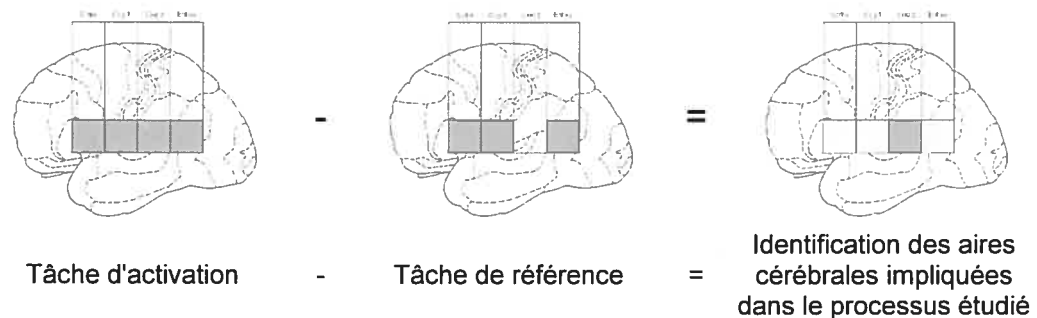 - =
Tâche d'activation - Tâche de référence = Identification des aires
cérébrales impliquées
dans le processus étudié